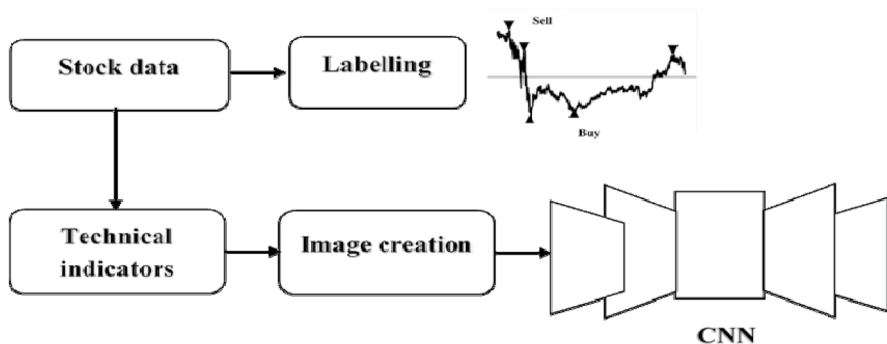 Stock data
Labelling
Sell
Buy
Technical
indicators
Image creation
CNN